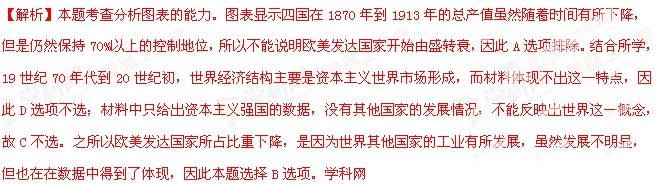 【解析】本题考查分析图表的能力。图表显示四国在 1870 年到 1913 年的总产值虽然随着时间有所下降，
但是仍然保持 70%以上的控制地位，所以不能说明欧美发达国家开始由盛转衰，因此 A 选项排除。结合所学，
19 世纪 70 年代到 20 世纪初，世界经济结构主要是资本主义世界市场形成，而材料体现不出这一特点，因
此 D 选项不选；材料中只给出资本主义强国的数据，没有其他国家的发展情况，不能反映出世界这一概念，
故 C 不选。之所以欧美发达国家所占比重下降，是因为世界其他国家的工业有所发展，虽然发展不明显，
但也在在数据中得到了体现，因此本题选择 B 选项。学科网